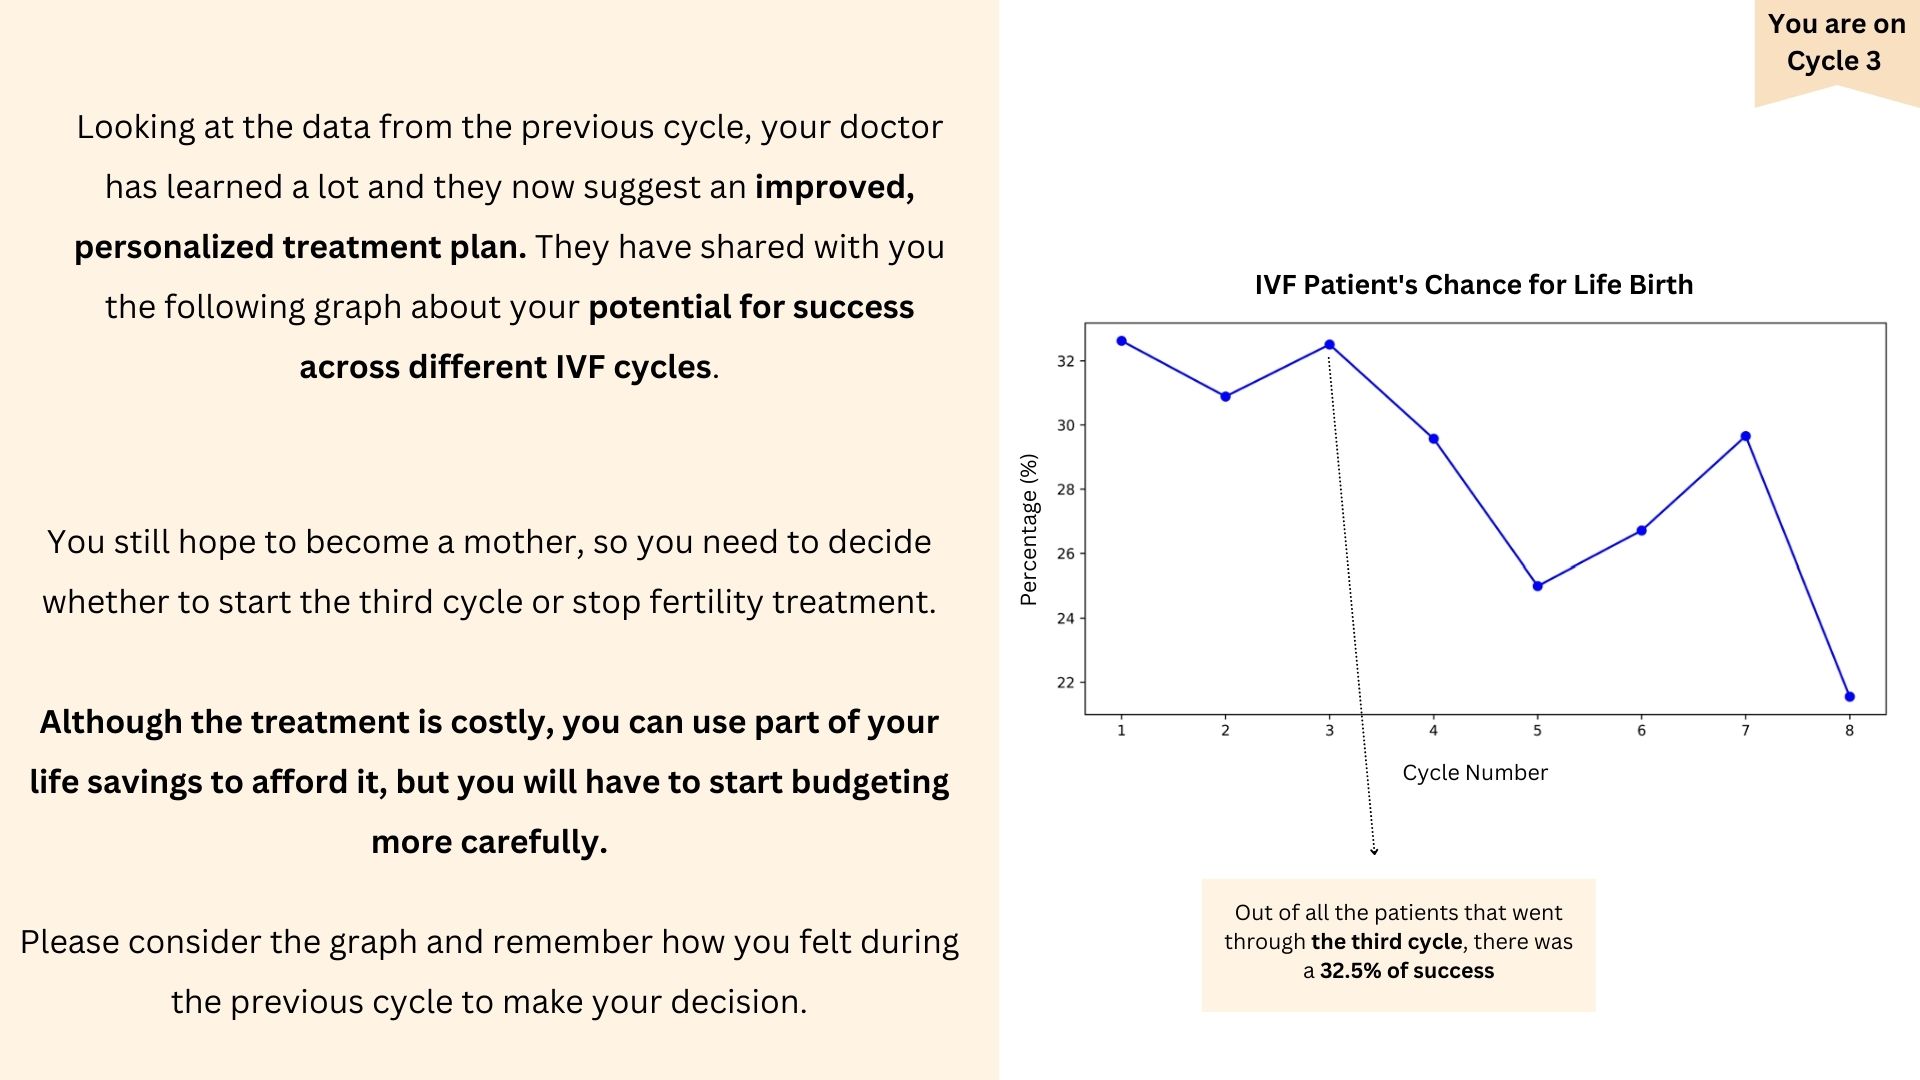 You are on
Cycle 3
Looking at the data from the previous cycle, your doctor
has learned a lot and they now suggest an improved,
personalized treatment plan. They have shared with you
the following graph about your potential for success
across different IVF cycles.
You still hope to become a mother, so you need to decide
whether to start the third cycle or stop fertility treatment.
Although the treatment is costly, you can use part of your
life savings to afford it, but you will have to start budgeting
more carefully.
Please consider the graph and remember how you felt during
the previous cycle to make your decision.
IVF Patient's Chance for Life Birth
Percentage (%)
32
30
28
26
24
22
1 2 3 4 5 6 7 8
Cycle Number
Out of all the patients that went
through the third cycle, there was
a 32.5% of success